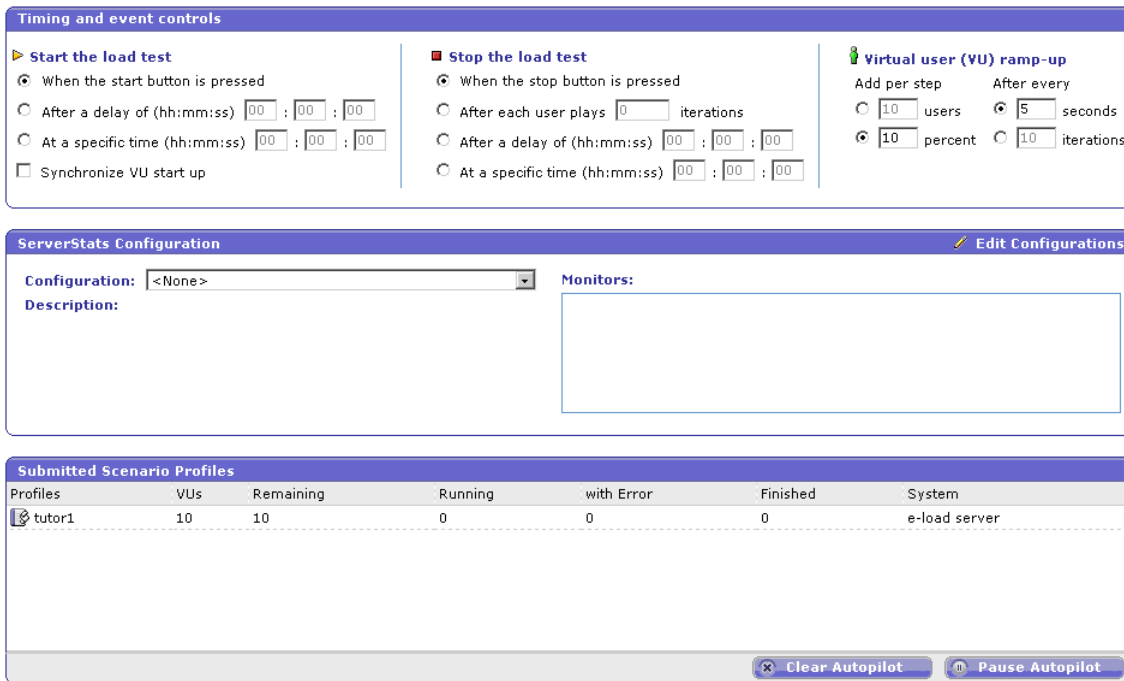 Timing and event controls
Start the load test
When the start button is pressed
After a delay of (hh:mm:ss) 00 : 00 : 00
At a specific time (hh:mm:ss) 00 : 00 : 00
Synchronize VU start up
Stop the load test
When the stop button is pressed
After each user plays 0 iterations
After a delay of (hh:mm:ss) 00 : 00 : 00
At a specific time (hh:mm:ss) 00 : 00 : 00
Virtual user (VU) ramp-up
Add per step After every
10 users 5 seconds
10 percent 10 iterations
ServerStats Configuration Edit Configurations
Configuration: <None>
Description:
Monitors:
Submitted Scenario Profiles
Profiles VUs Remaining Running with Error Finished System
tutor1 10 10 0 0 0 e-load server
Clear Autopilot Pause Autopilot